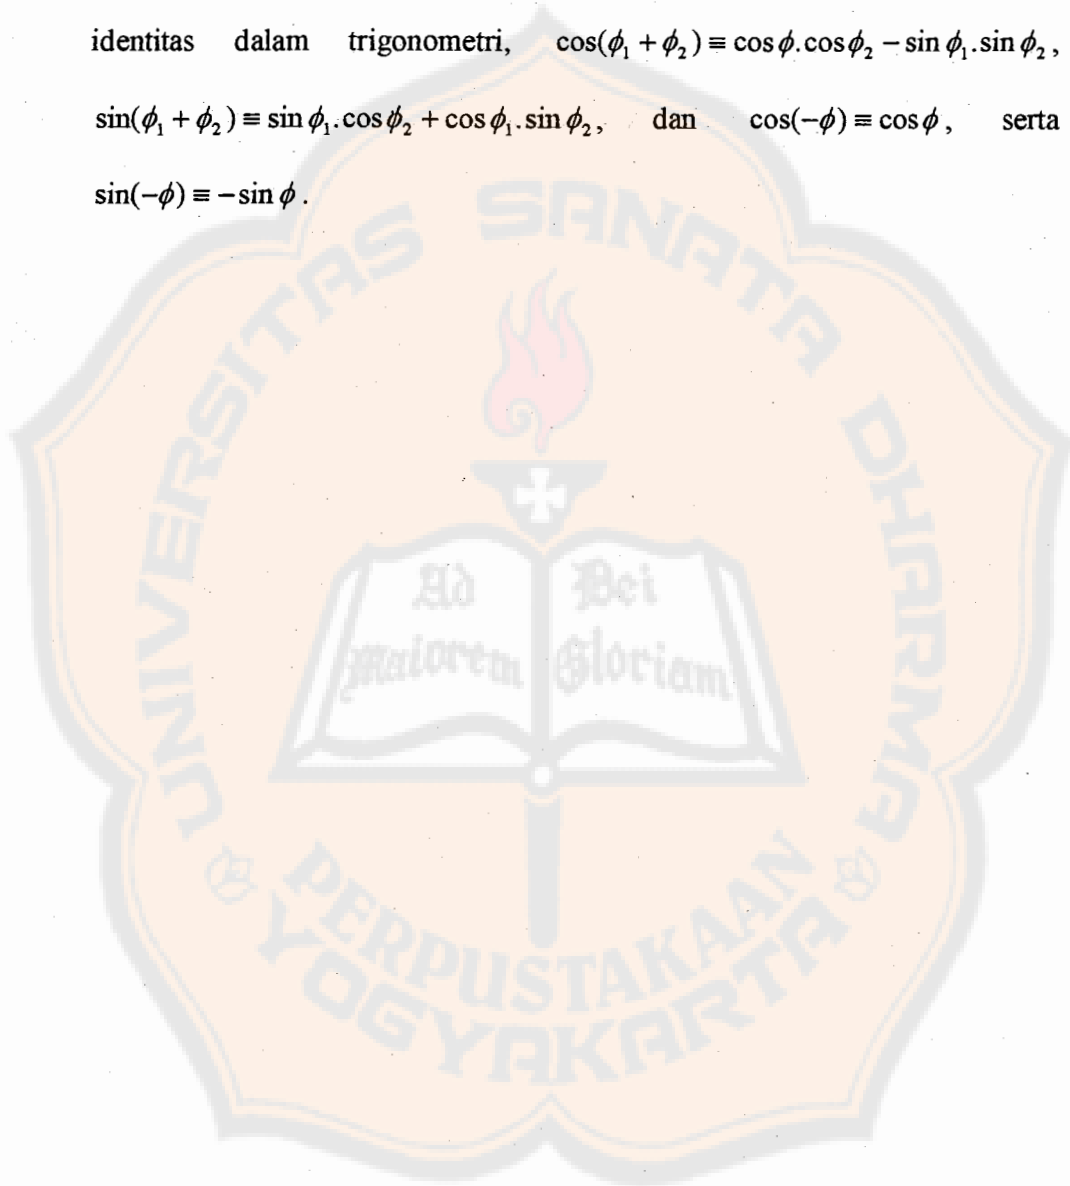 identitas dalam trigonometri, cos(ϕ₁ + ϕ₂) ≡ cos ϕ.cos ϕ₂ − sin ϕ₁.sin ϕ₂,
sin(ϕ₁ + ϕ₂) ≡ sin ϕ₁.cos ϕ₂ + cos ϕ₁.sin ϕ₂, dan cos(−ϕ) ≡ cos ϕ, serta
sin(−ϕ) ≡ −sin ϕ.
UNIVERSITAS SANATA DHARMA
Ad Dei
Maiorem Gloriam
PERPUSTAKAAN
YOGYAKARTA